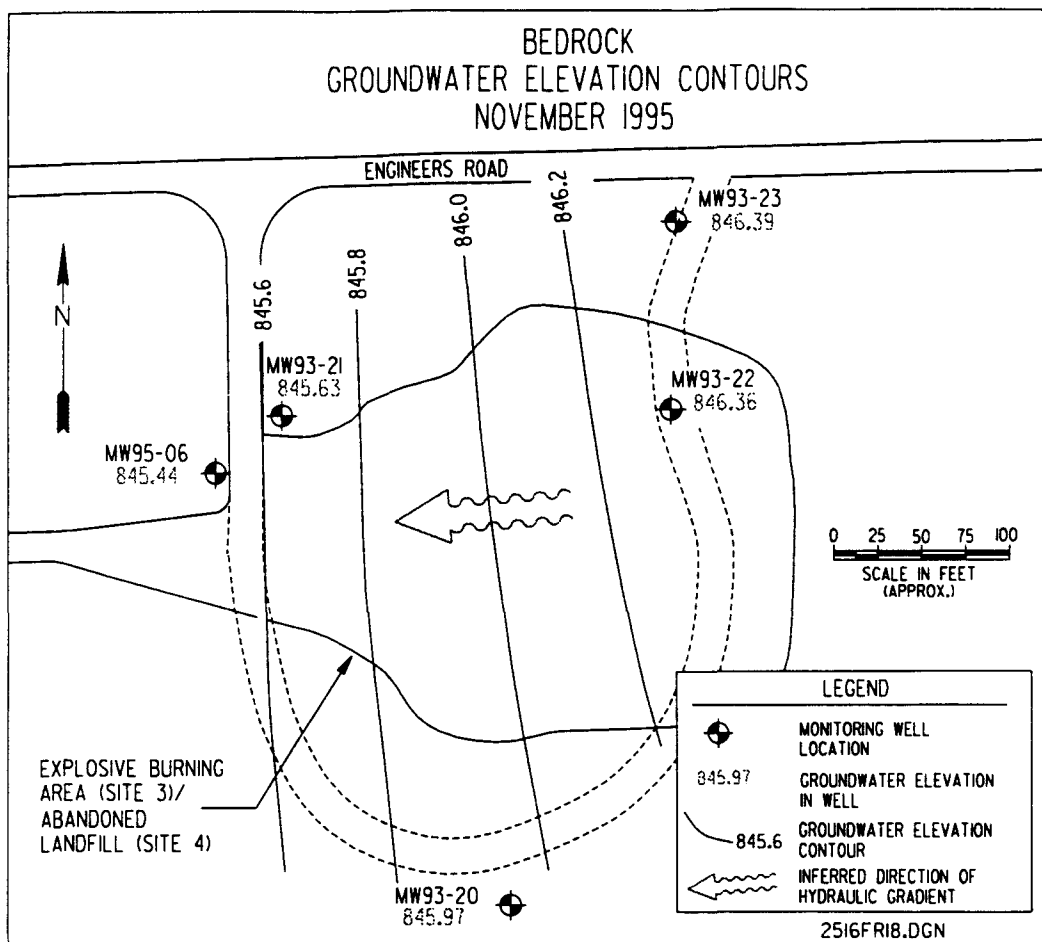 BEDROCK
GROUNDWATER ELEVATION CONTOURS
NOVEMBER 1995
ENGINEERS ROAD
MW93-23
846.39
846.2
846.0
845.8
845.6
N
MW93-21
845.63
MW93-22
846.36
MW95-06
845.44
0 25 50 75 100
SCALE IN FEET
(APPROX.)
EXPLOSIVE BURNING
AREA (SITE 3)/
ABANDONED
LANDFILL (SITE 4)
MW93-20
845.97
LEGEND
MONITORING WELL
LOCATION
845.97 GROUNDWATER ELEVATION
IN WELL
845.6 GROUNDWATER ELEVATION
CONTOUR
INFERRED DIRECTION OF
HYDRAULIC GRADIENT
2516FR18.DGN